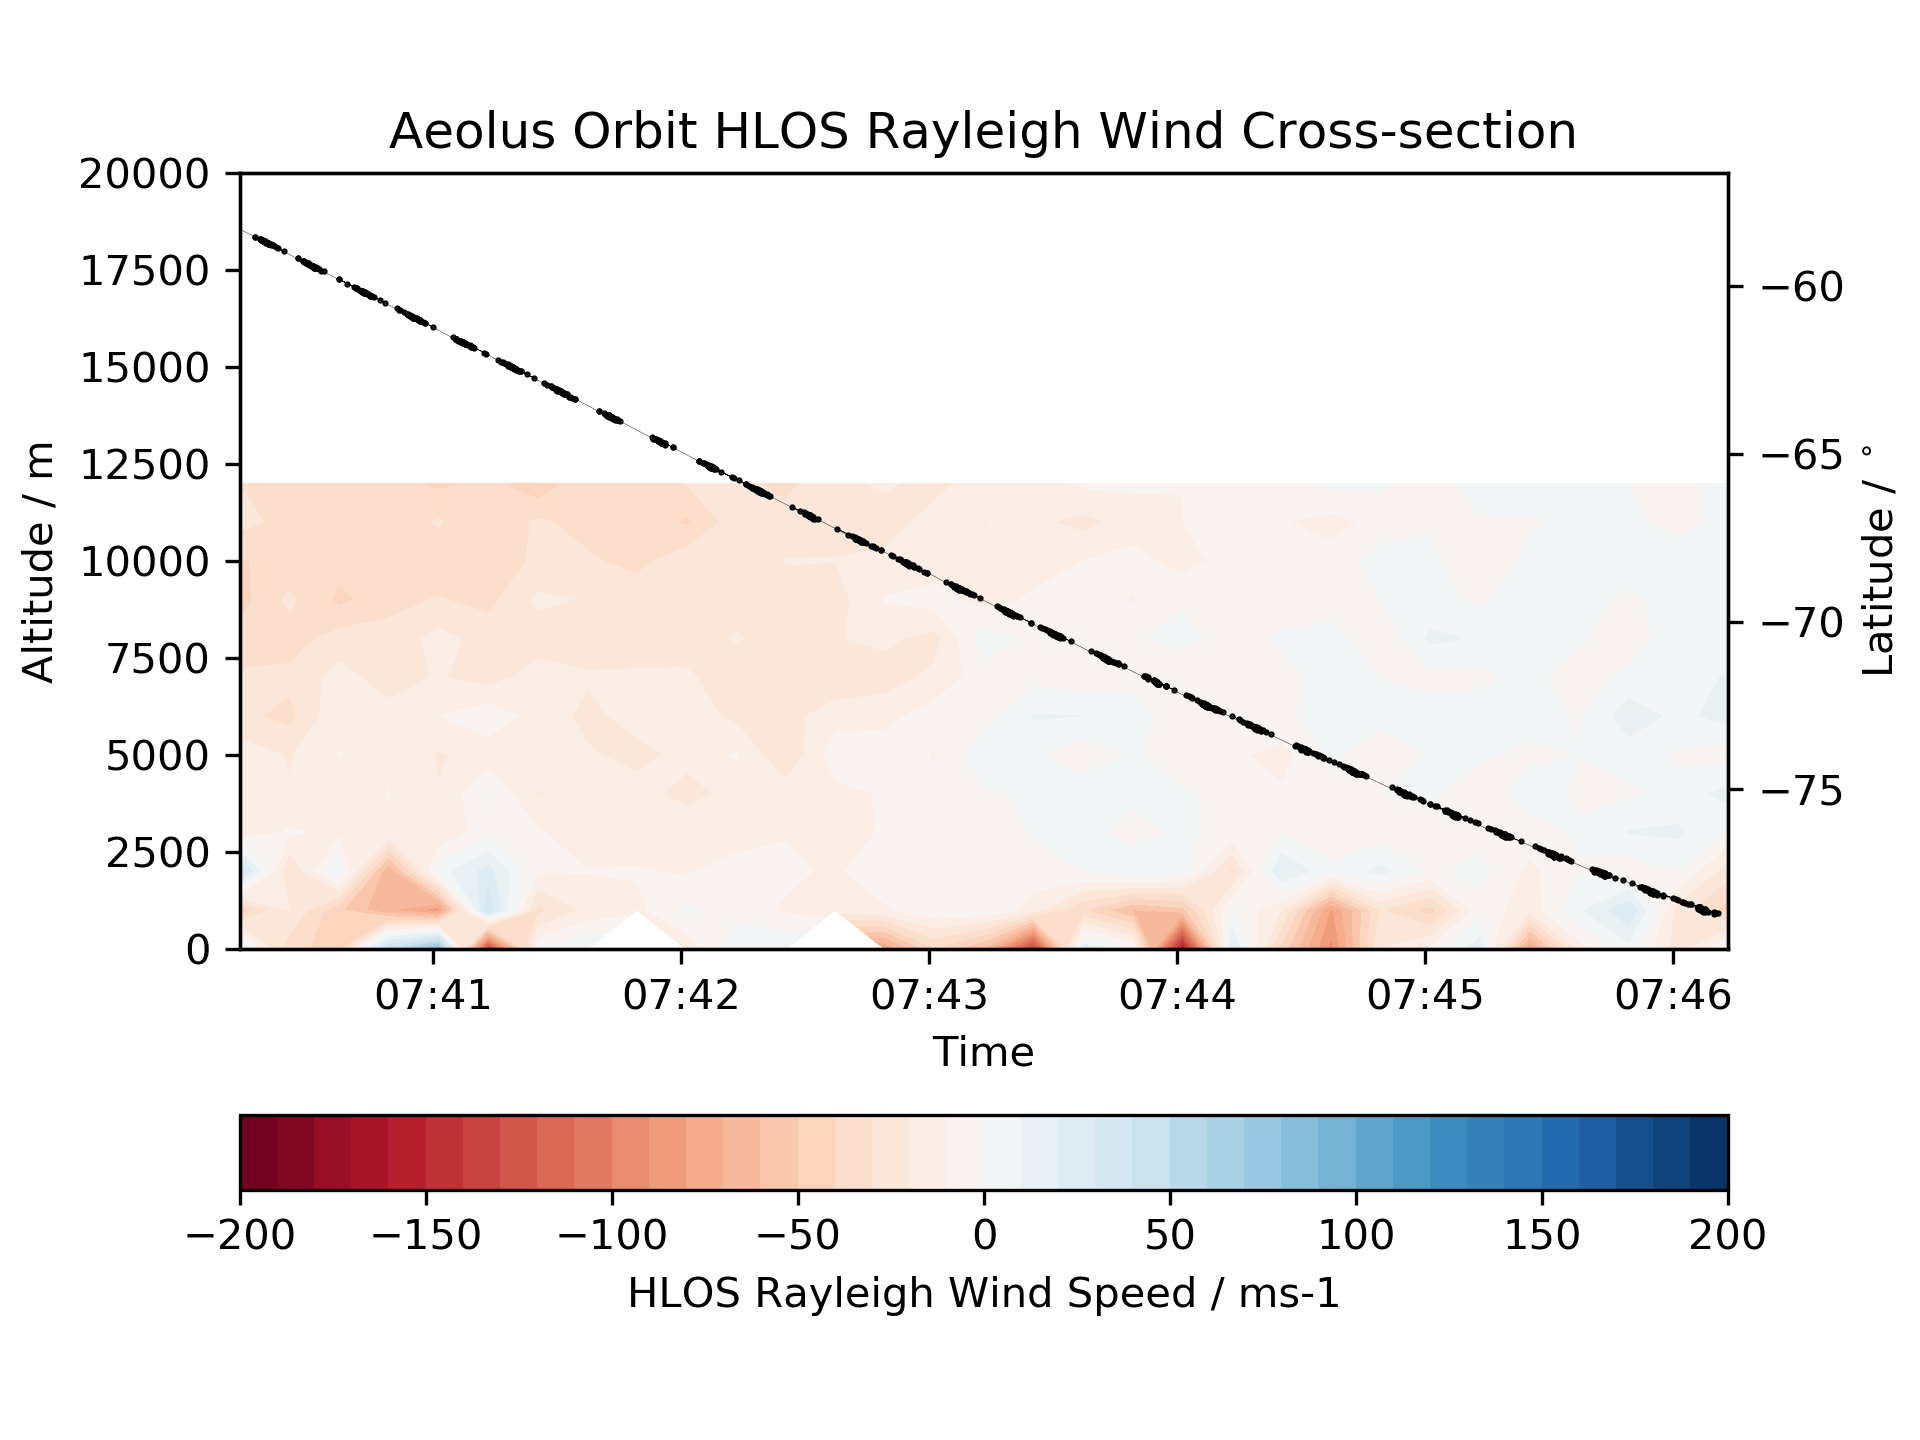 Aeolus Orbit HLOS Rayleigh Wind Cross-section
20000
17500
15000
12500
10000
7500
5000
2500
0
Altitude / m
−60
−65
−70
−75
Latitude / °
07:41 07:42 07:43 07:44 07:45 07:46
Time
−200 −150 −100 −50 0 50 100 150 200
HLOS Rayleigh Wind Speed / ms-1